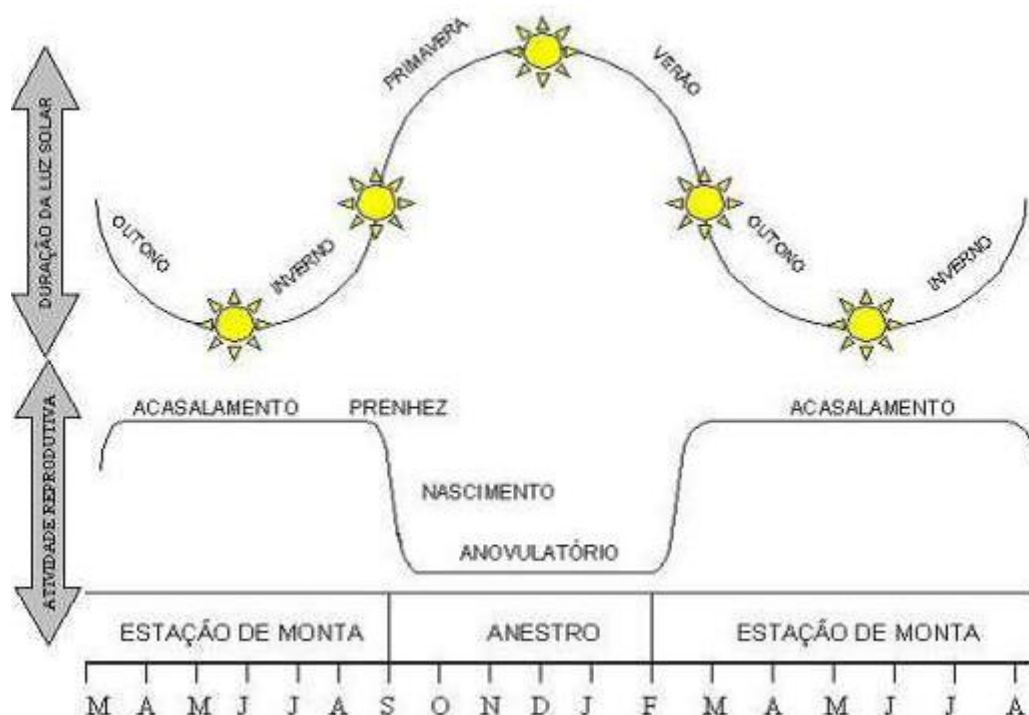 PRIMAVERA
VERÃO
DURAÇÃO DA LUZ SOLAR
OUTONO
INVERNO
OUTONO
INVERNO
ATIVIDADE REPRODUTIVA
ACASALAMENTO PRENHEZ
ACASALAMENTO
NASCIMENTO
ANOVULATÓRIO
ESTAÇÃO DE MONTA ANESTRO ESTAÇÃO DE MONTA
M A M J J A S O N D J F M A M J J A